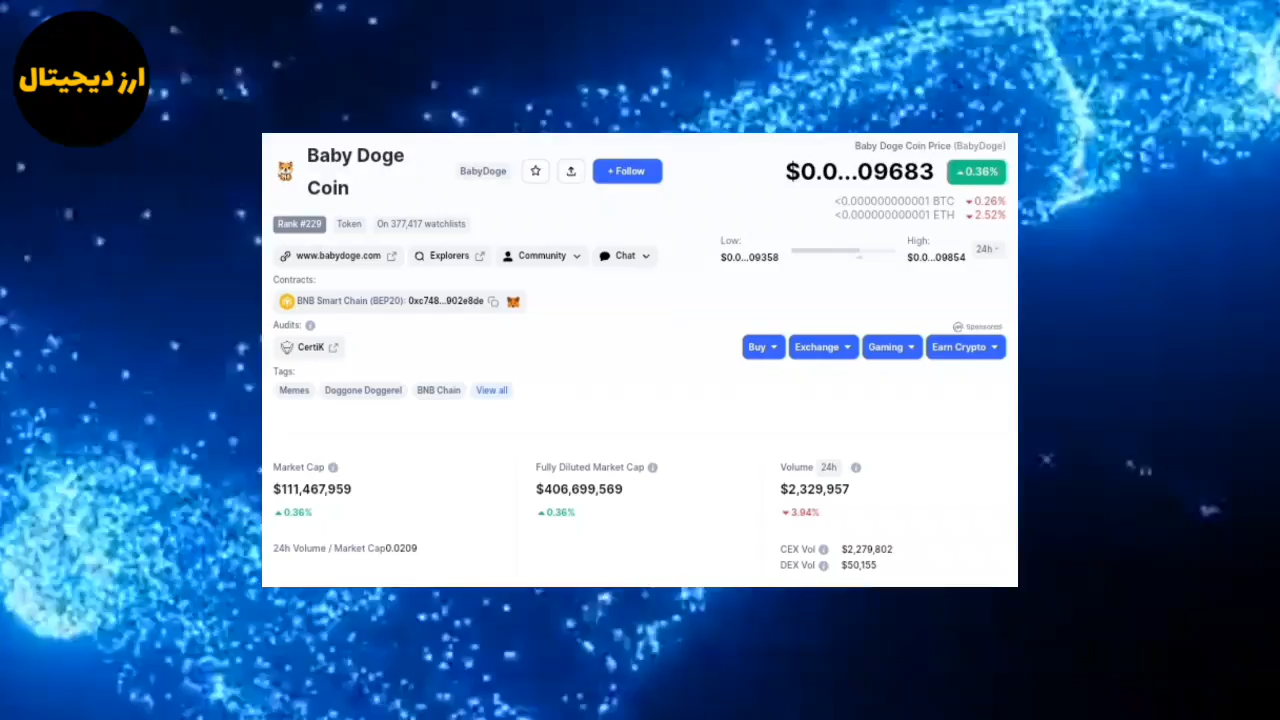 ارز دیجیتال
Baby Doge Coin Price (BabyDoge)
Baby Doge
Coin
BabyDoge
+ Follow
$0.0...09683
0.36%
<0.000000000001 BTC 0.26%
<0.000000000001 ETH 2.52%
Rank #229 Token On 377,417 watchlists
Low:
$0.0...09358
High:
$0.0...09854
24h
www.babydoge.com Explorers Community Chat
Contracts:
BNB Smart Chain (BEP20): 0xc748...902e8de
Audits:
Sponsored
CertiK
Buy Exchange Gaming Earn Crypto
Tags:
Memes Doggone Doggerel BNB Chain View all
Market Cap
$111,467,959
0.36%
24h Volume / Market Cap0.0209
Fully Diluted Market Cap
$406,699,569
0.36%
Volume 24h
$2,329,957
3.94%
CEX Vol $2,279,802
DEX Vol $50,155